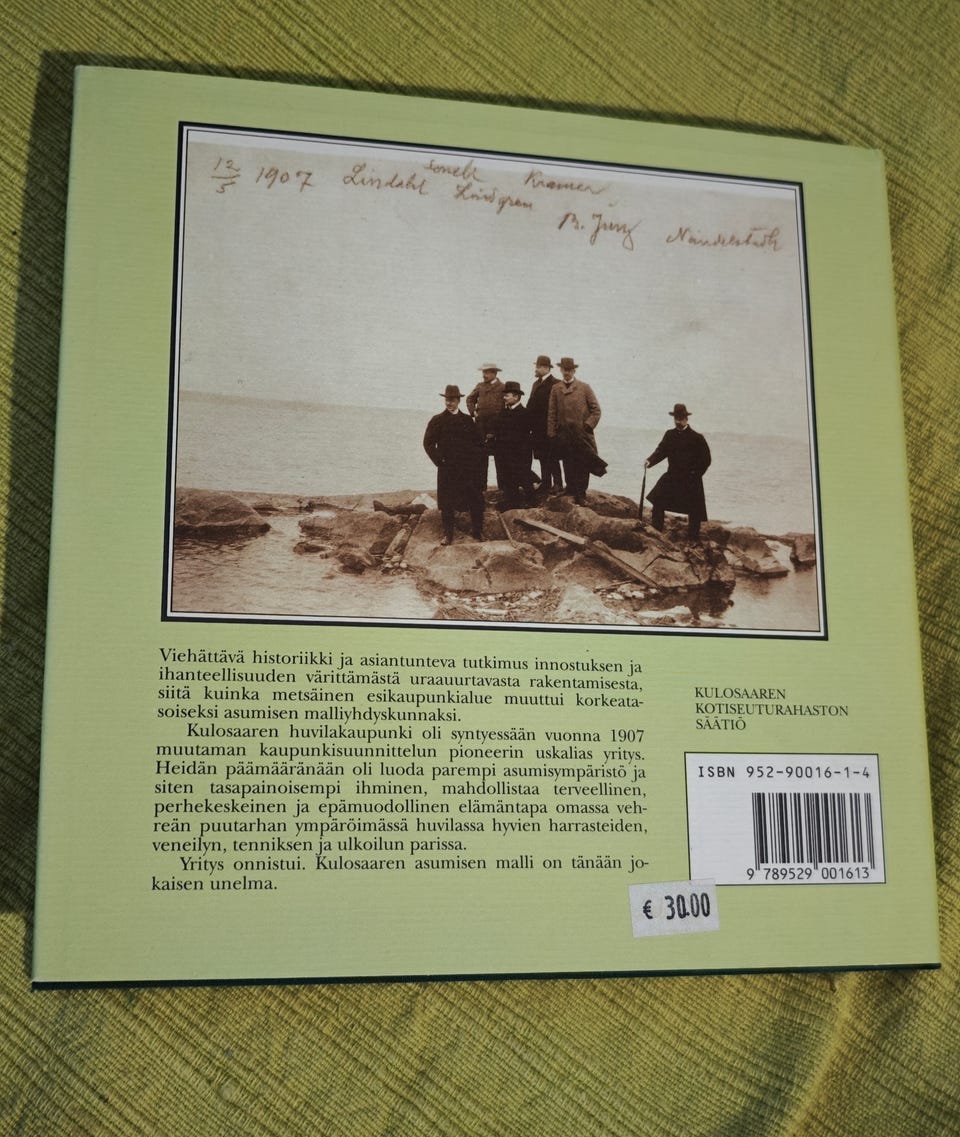 12/5 1907 Lindahl Sonck Kramer
Lindgren B. Jung
Viehättävä historiikki ja asiantunteva tutkimus innostuksen ja
ihanteellisuuden värittämästä uraauurtavasta rakentamisesta,
siitä kuinka metsäinen esikaupunkialue muuttui korkeata-
soiseksi asumisen malliyhdyskunnaksi.
Kulosaaren huvilakaupunki oli syntyessään vuonna 1907
muutaman kaupunkisuunnittelun pioneerin uskalias yritys.
Heidän päämääränään oli luoda parempi asumisympäristö ja
siten tasapainoisempi ihminen, mahdollistaa terveellinen,
perhekeskeinen ja epämuodollinen elämäntapa omassa veh-
reän puutarhan ympäröimässä huvilassa hyvien harrasteiden,
veneilyn, tenniksen ja ulkoilun parissa.
Yritys onnistui. Kulosaaren asumisen malli on tänään jo-
kaisen unelma.
KULOSAAREN
KOTISEUTURAHASTON
SÄÄTIÖ
ISBN 952-90016-1-4
9 789529 001613
€ 30.00